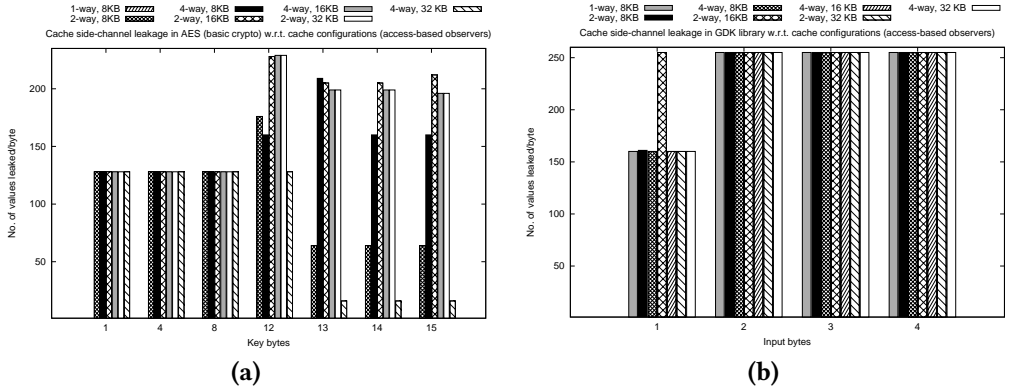 1-way, 8KB 4-way, 8KB 4-way, 16KB 4-way, 32 KB
2-way, 8KB 2-way, 16KB 2-way, 32 KB
Cache side-channel leakage in AES (basic crypto) w.r.t. cache configurations (access-based observers)
No. of values leaked/byte
200
150
100
50
1 4 8 12 13 14 15
Key bytes
(a)
1-way, 8KB 4-way, 8KB 4-way, 16 KB 4-way, 32 KB
2-way, 8KB 2-way, 16KB 2-way, 32 KB
Cache side-channel leakage in GDK library w.r.t. cache configurations (access-based observers)
No. of values leaked/byte
250
200
150
100
50
1 2 3 4
Input bytes
(b)